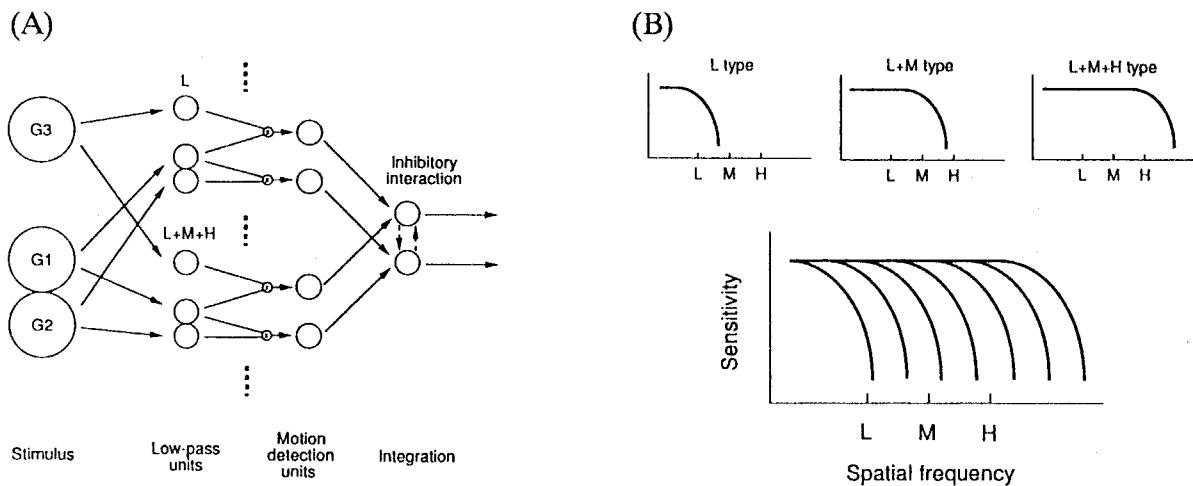 (A)
L
G3
Inhibitory
interaction
L+M+H
G1
G2
Stimulus
Low-pass
units
Motion
detection
units
Integration
(B)
L type
L+M type
L+M+H type
L M H
L M H
L M H
Sensitivity
L M H
Spatial frequency